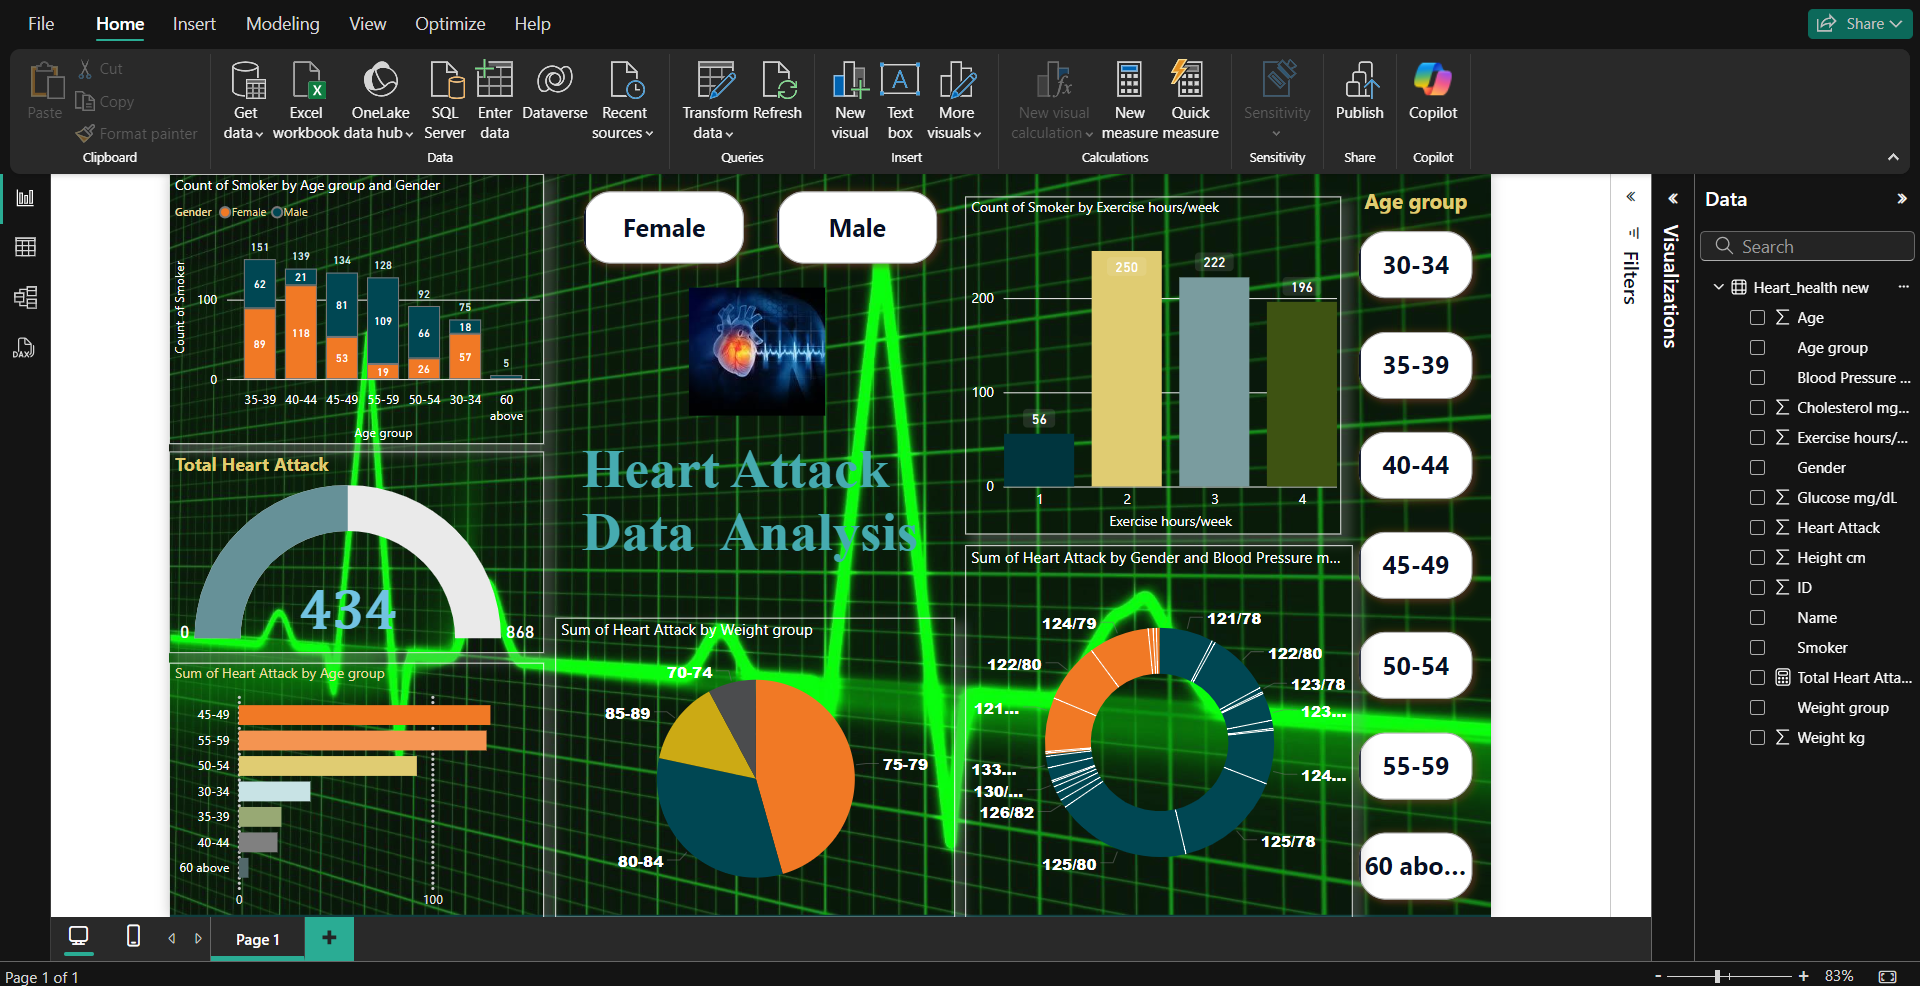 File Home Insert Modeling View Optimize Help Share
Paste
Cut
Copy
Format painter
Clipboard
Get data
Excel workbook
OneLake data hub
SQL Server
Enter data
Dataverse
Recent sources
Data
Transform data
Refresh
Queries
New visual
Text box
More visuals
Insert
New visual calculation
New measure
Quick measure
Calculations
Sensitivity
Sensitivity
Publish
Share
Copilot
Copilot
Count of Smoker by Age group and Gender
Gender Female Male
Count of Smoker
100
0
151
62
89
139
21
118
134
81
53
128
109
19
92
66
26
75
18
57
5
35-39 40-44 45-49 55-59 50-54 30-34 60 above
Age group
Total Heart Attack
434
0
868
Sum of Heart Attack by Age group
45-49
55-59
50-54
30-34
35-39
40-44
60 above
0 100
Female
Male
Heart Attack
Data Analysis
Sum of Heart Attack by Weight group
70-74
85-89
75-79
80-84
Count of Smoker by Exercise hours/week
200
100
0
56
250
222
196
1 2 3 4
Exercise hours/week
Sum of Heart Attack by Gender and Blood Pressure m...
124/79
121/78
122/80
122/80
123/78
121...
123...
133...
124...
130/...
126/82
125/78
125/80
Age group
30-34
35-39
40-44
45-49
50-54
55-59
60 abo...
Filters
Visualizations
Data
Search
Heart_health new
Age
Age group
Blood Pressure ...
Cholesterol mg...
Exercise hours/...
Gender
Glucose mg/dL
Heart Attack
Height cm
ID
Name
Smoker
Total Heart Atta...
Weight group
Weight kg
DAX
Page 1
+
Page 1 of 1
- + 83%